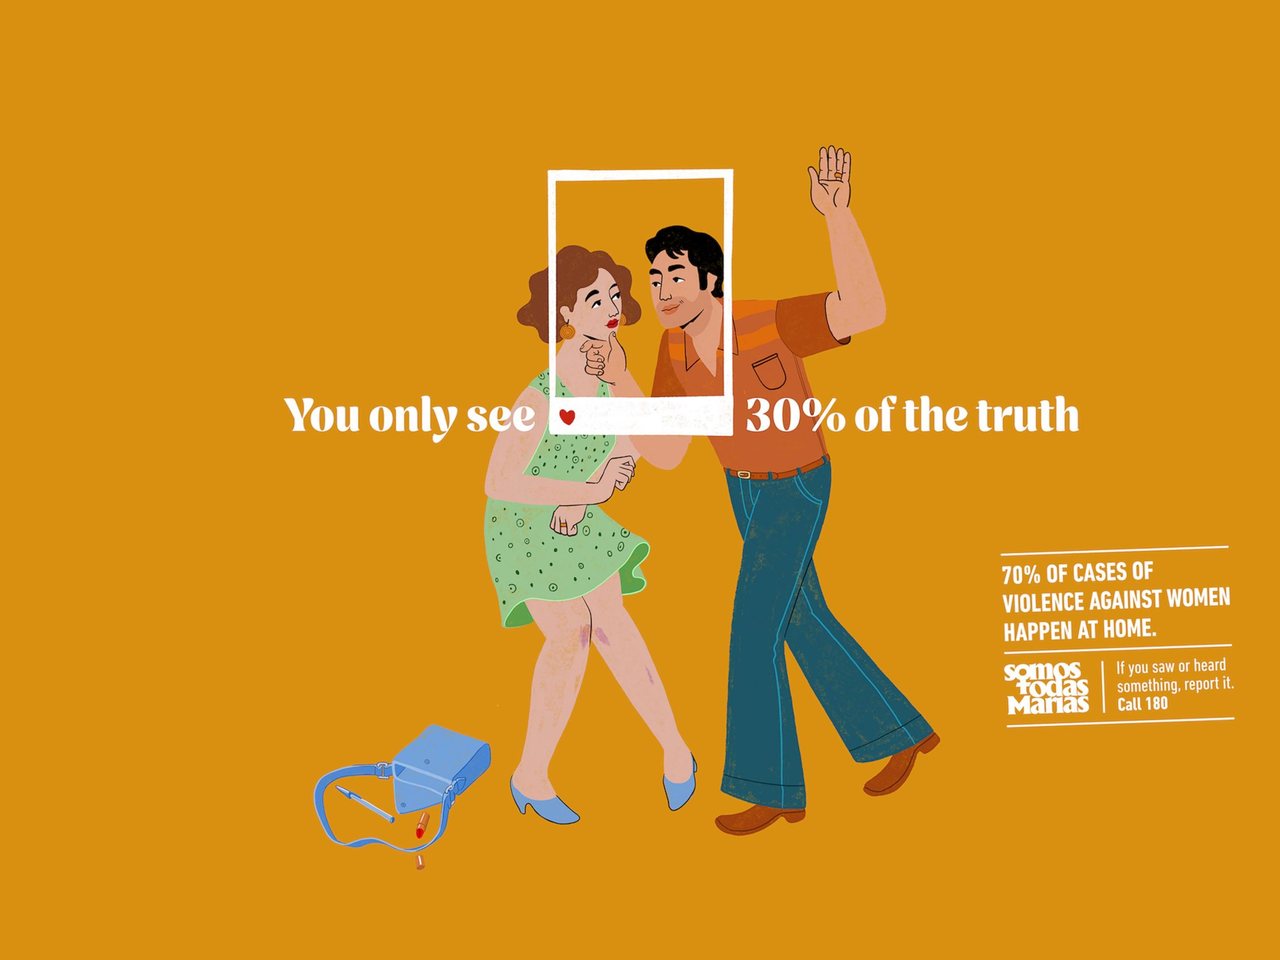 You only see 30% of the truth
70% OF CASES OF
VIOLENCE AGAINST WOMEN
HAPPEN AT HOME.
somos
todas
Marias
If you saw or heard
something, report it.
Call 180